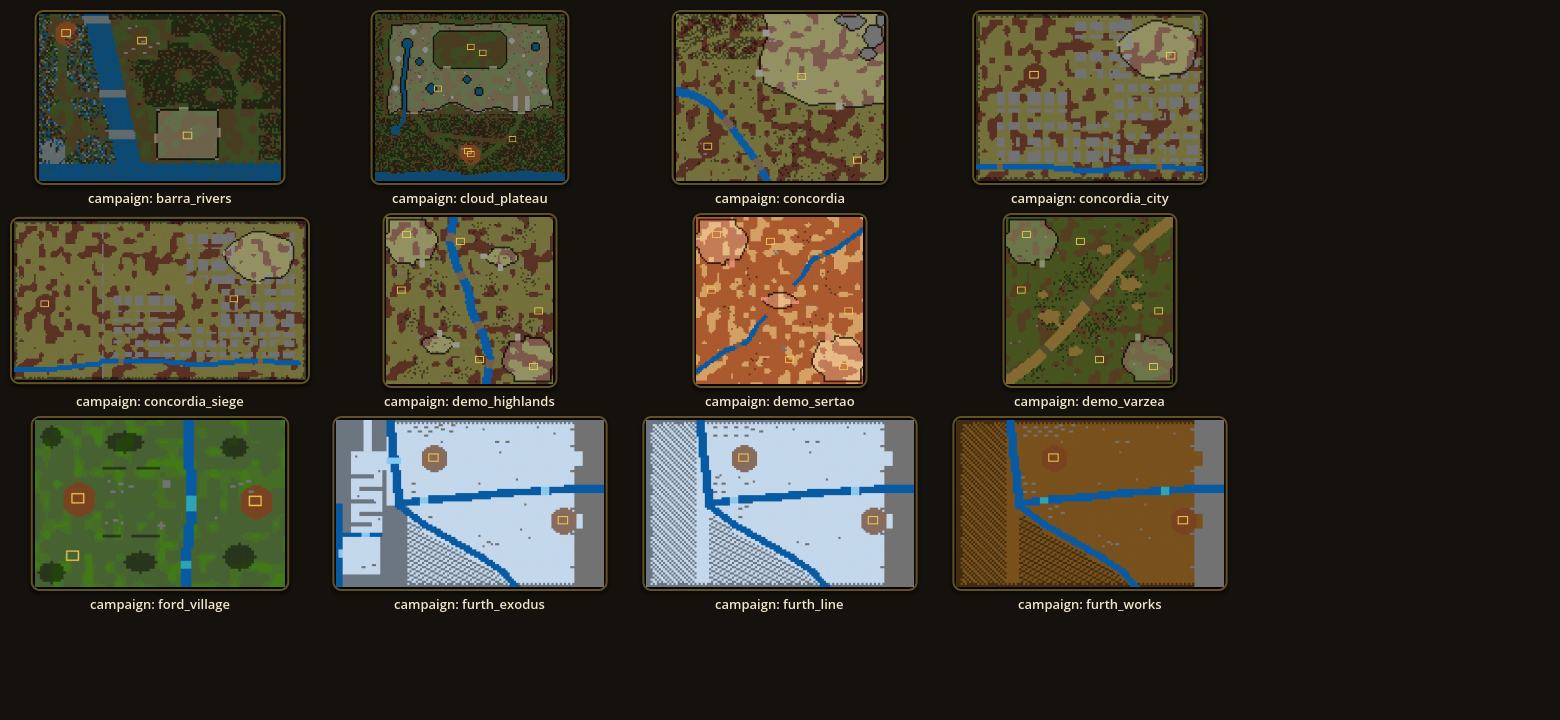 campaign: barra_rivers
campaign: cloud_plateau
campaign: concordia
campaign: concordia_city
campaign: concordia_siege
campaign: demo_highlands
campaign: demo_sertao
campaign: demo_varzea
campaign: ford_village
campaign: furth_exodus
campaign: furth_line
campaign: furth_works